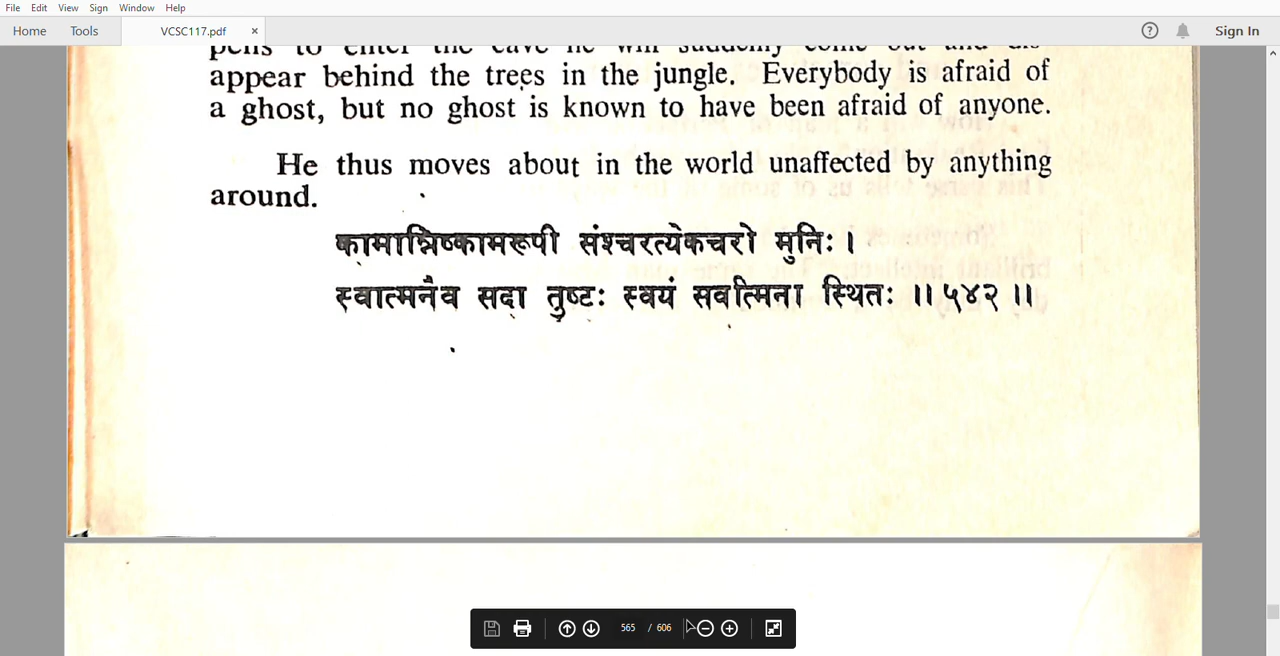 File Edit View Sign Window Help
Home Tools VCSC117.pdf × ? Sign In
appear behind the trees in the jungle. Everybody is afraid of
a ghost, but no ghost is known to have been afraid of anyone.
He thus moves about in the world unaffected by anything
around.
कामान्निष्कामरूपी संश्चरत्येकचरो मुनिः ।
स्वात्मनैव सदा तुष्टः स्वयं सर्वात्मना स्थितः ॥ ५४२ ॥
565 / 606